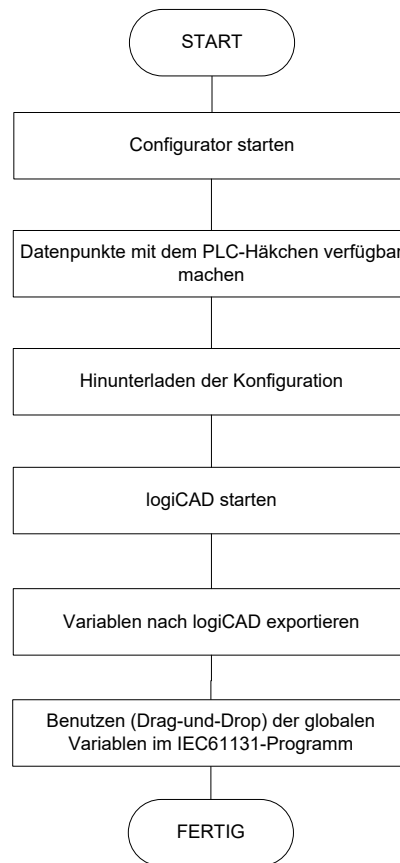 START
Configurator starten
Datenpunkte mit dem PLC-Häkchen verfügbar
machen
Hinunterladen der Konfiguration
logiCAD starten
Variablen nach logiCAD exportieren
Benutzen (Drag-und-Drop) der globalen
Variablen im IEC61131-Programm
FERTIG